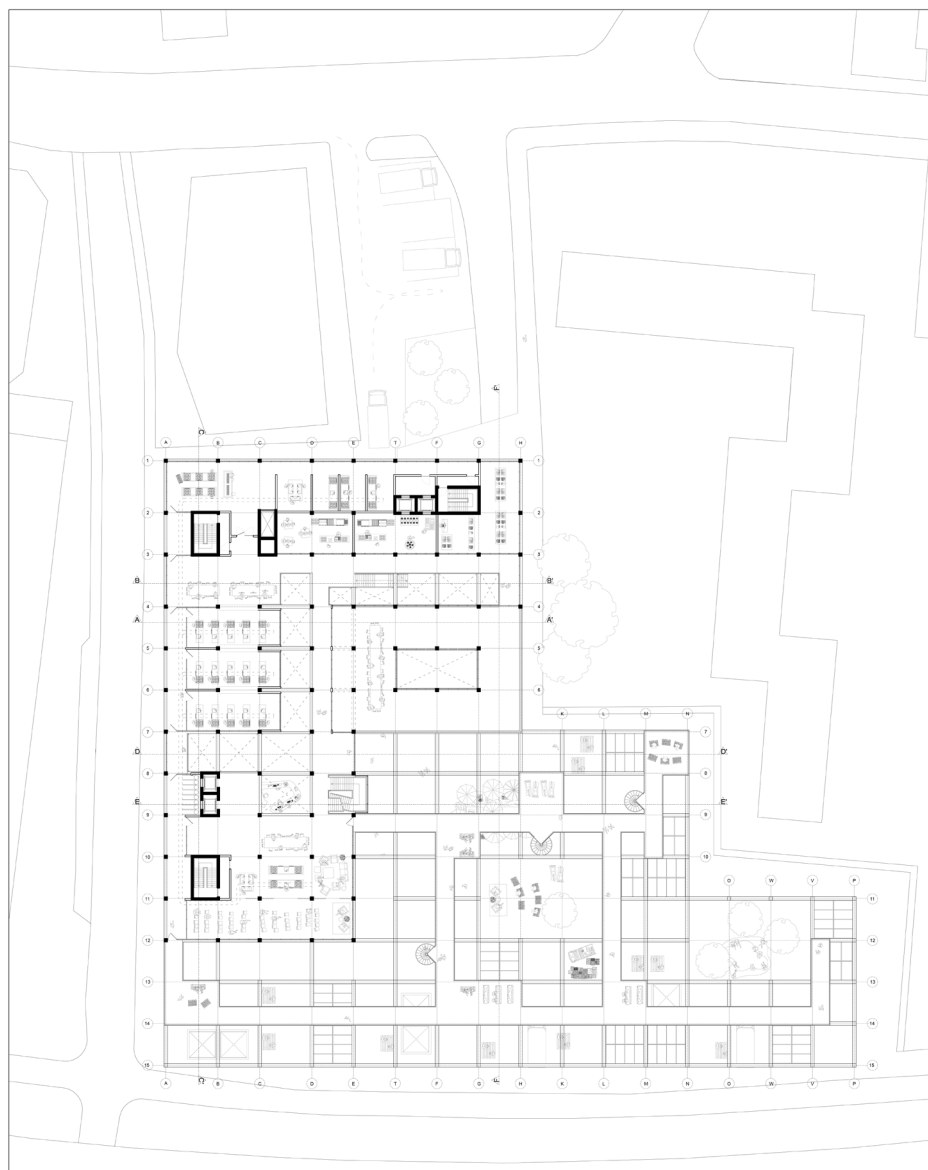 F
C
A B C D E T F G H
1 1
2 2
3 3
B B'
4 4
A A'
5 5
6 6
K L M N
7 7
D D'
8 8
E E'
9 9
10 10
O W V P
11 11
12 12
13 13
14 14
15 15
C' F'
A B C D E T F G H K L M N O W V P